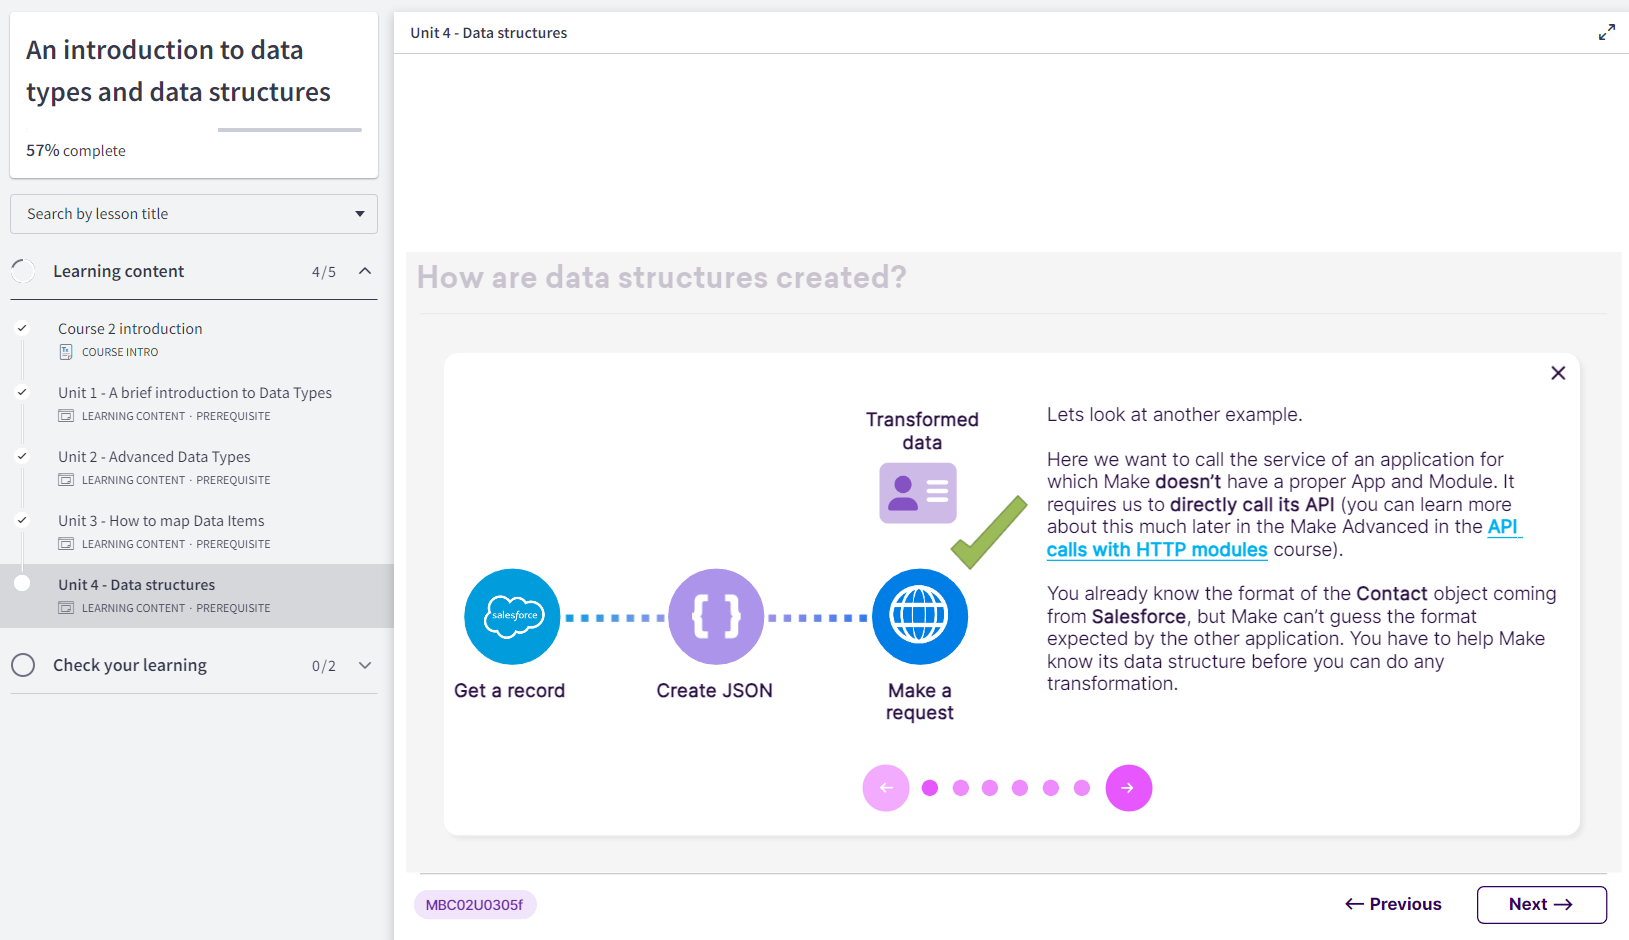 An introduction to data
types and data structures
57% complete
Search by lesson title
Learning content 4/5
Course 2 introduction
COURSE INTRO
Unit 1 - A brief introduction to Data Types
LEARNING CONTENT · PREREQUISITE
Unit 2 - Advanced Data Types
LEARNING CONTENT · PREREQUISITE
Unit 3 - How to map Data Items
LEARNING CONTENT · PREREQUISITE
Unit 4 - Data structures
LEARNING CONTENT · PREREQUISITE
Check your learning 0/2
Unit 4 - Data structures
How are data structures created?
Transformed
data
salesforce
{ }
Get a record
Create JSON
Make a
request
Lets look at another example.
Here we want to call the service of an application for
which Make doesn't have a proper App and Module. It
requires us to directly call its API (you can learn more
about this much later in the Make Advanced in the API
calls with HTTP modules course).
You already know the format of the Contact object coming
from Salesforce, but Make can't guess the format
expected by the other application. You have to help Make
know its data structure before you can do any
transformation.
MBC02U0305f
← Previous
Next →